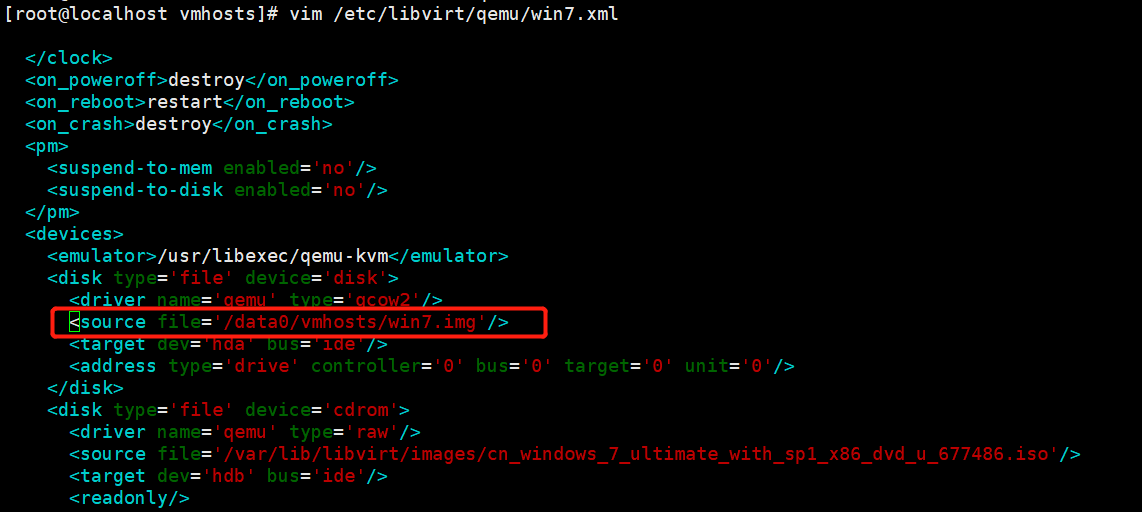 [root@localhost vmhosts]# vim /etc/libvirt/qemu/win7.xml
</clock>
<on_poweroff>destroy</on_poweroff>
<on_reboot>restart</on_reboot>
<on_crash>destroy</on_crash>
<pm>
<suspend-to-mem enabled='no'/>
<suspend-to-disk enabled='no'/>
</pm>
<devices>
<emulator>/usr/libexec/qemu-kvm</emulator>
<disk type='file' device='disk'>
<driver name='qemu' type='qcow2'/>
<source file='/data0/vmhosts/win7.img'/>
<target dev='hda' bus='ide'/>
<address type='drive' controller='0' bus='0' target='0' unit='0'/>
</disk>
<disk type='file' device='cdrom'>
<driver name='qemu' type='raw'/>
<source file='/var/lib/libvirt/images/cn_windows_7_ultimate_with_sp1_x86_dvd_u_677486.iso'/>
<target dev='hdb' bus='ide'/>
<readonly/>